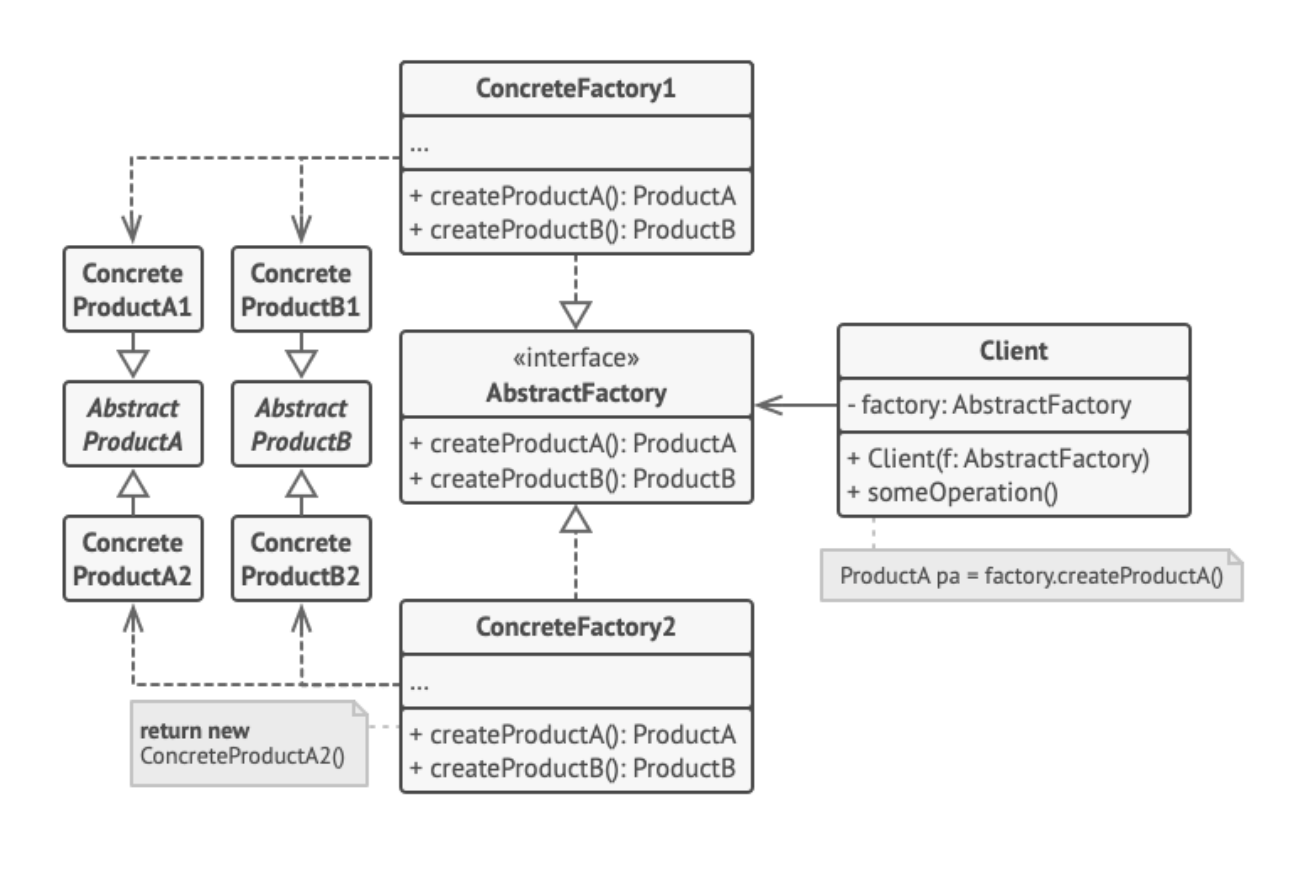 ConcreteFactory1
...
+ createProductA(): ProductA
+ createProductB(): ProductB
Concrete
ProductA1
Concrete
ProductB1
Abstract
ProductA
Abstract
ProductB
«interface»
AbstractFactory
+ createProductA(): ProductA
+ createProductB(): ProductB
Client
- factory: AbstractFactory
+ Client(f: AbstractFactory)
+ someOperation()
ProductA pa = factory.createProductA()
Concrete
ProductA2
Concrete
ProductB2
ConcreteFactory2
...
+ createProductA(): ProductA
+ createProductB(): ProductB
return new
ConcreteProductA2()